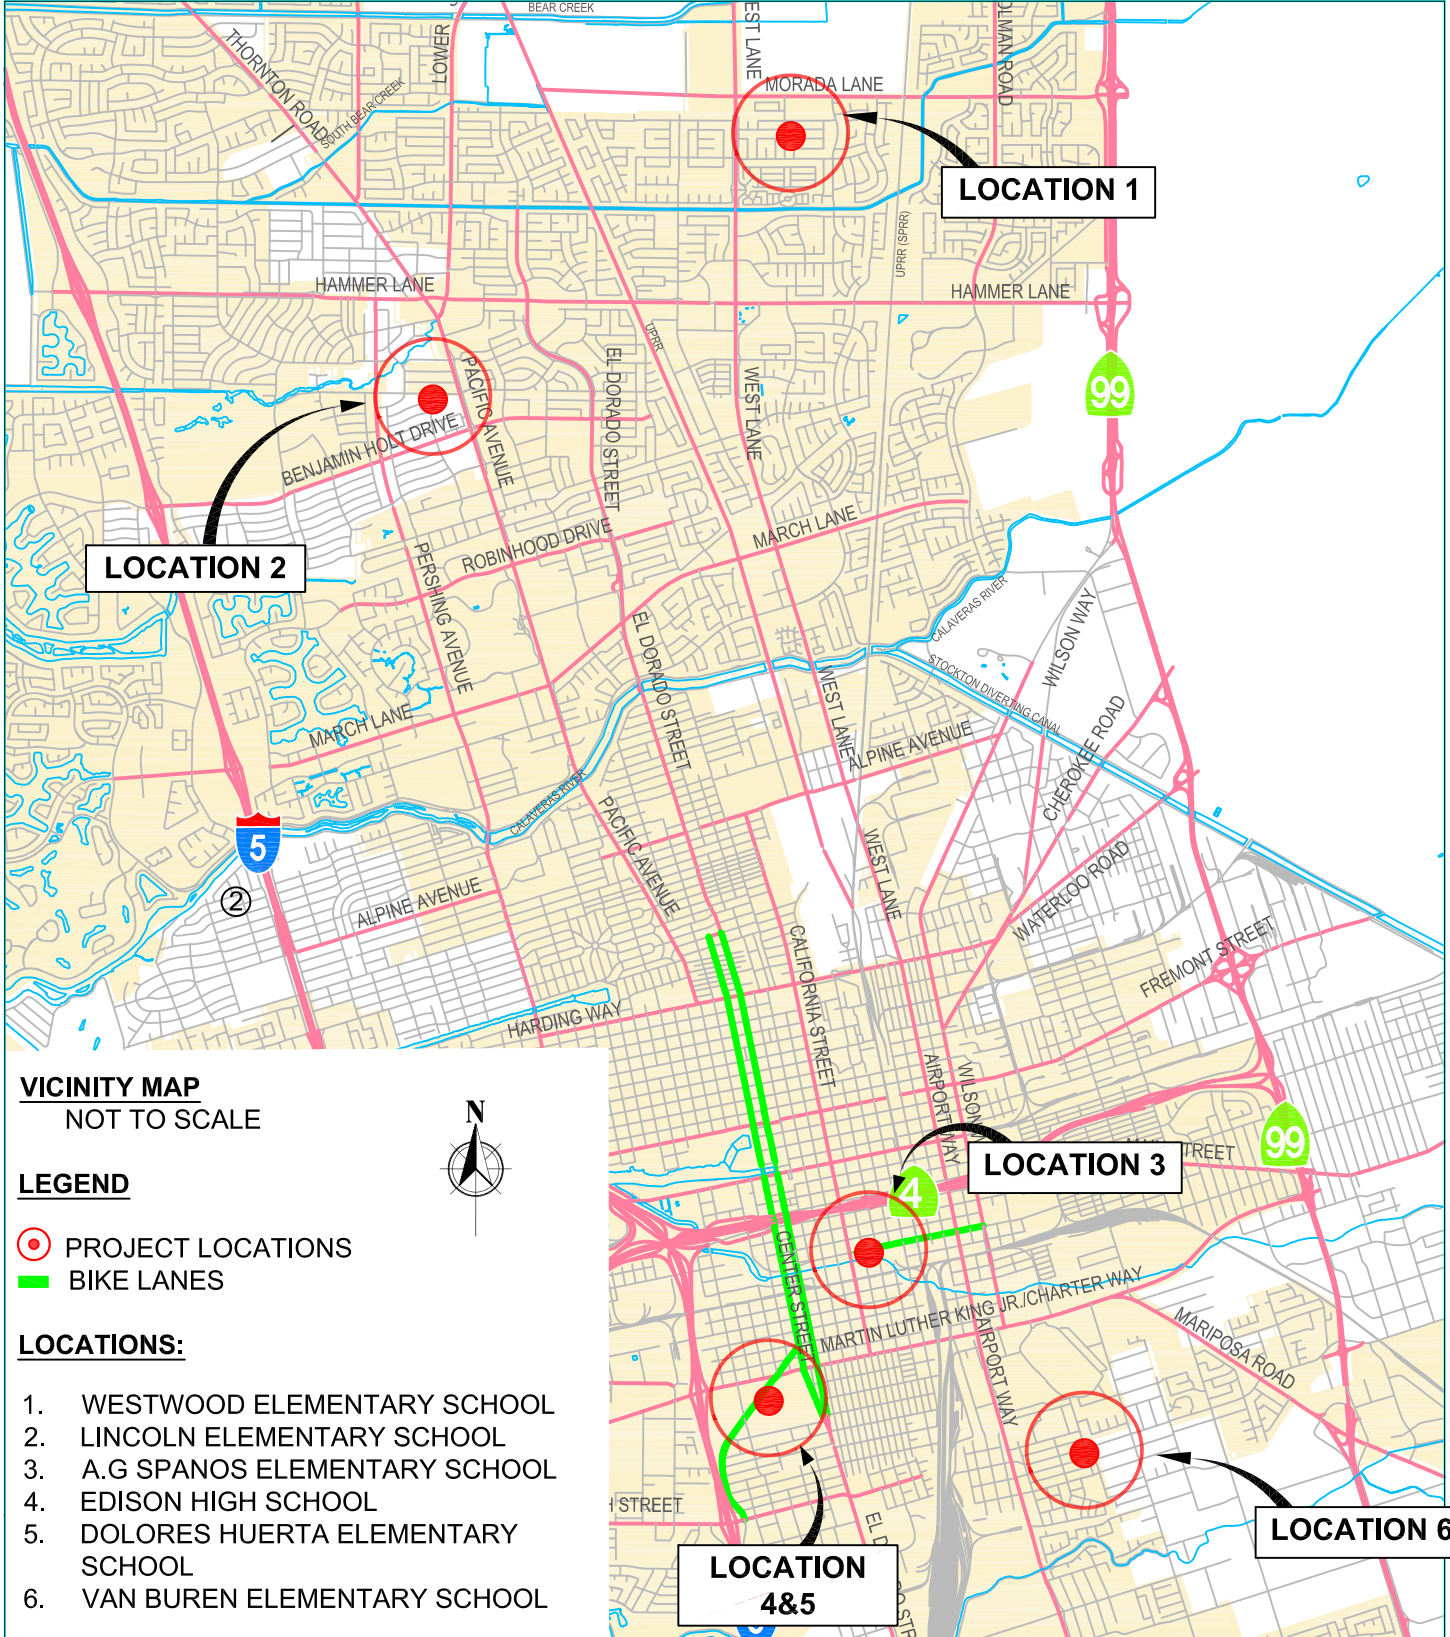 BEAR CREEK
THORNTON ROAD
LOWER
SOUTH BEAR CREEK
EST LANE
MORADA LANE
OLMAN ROAD
LOCATION 1
UPRR (SPRR)
HAMMER LANE
HAMMER LANE
UPRR
99
PACIFIC AVENUE
EL DORADO STREET
WEST LANE
BENJAMIN HOLT DRIVE
LOCATION 2
ROBINHOOD DRIVE
MARCH LANE
PERSHING AVENUE
CALAVERAS RIVER
WILSON WAY
STOCKTON DIVERTING CANAL
EL DORADO STREET
WEST LANE
MARCH LANE
ALPINE AVENUE
CHEROKEE ROAD
CALAVERAS RIVER
PACIFIC AVENUE
5
2
ALPINE AVENUE
WEST LANE
WATERLOO ROAD
FREMONT STREET
CALIFORNIA STREET
HARDING WAY
AIRPORT WAY
WILSON
99
TREET
LOCATION 3
4
CENTER STREET
MARTIN LUTHER KING JR./CHARTER WAY
AIRPORT WAY
MARIPOSA ROAD
H STREET
LOCATION 6
LOCATION
4&5
VICINITY MAP
NOT TO SCALE
N
LEGEND
PROJECT LOCATIONS
BIKE LANES
LOCATIONS:
1. WESTWOOD ELEMENTARY SCHOOL
2. LINCOLN ELEMENTARY SCHOOL
3. A.G SPANOS ELEMENTARY SCHOOL
4. EDISON HIGH SCHOOL
5. DOLORES HUERTA ELEMENTARY
SCHOOL
6. VAN BUREN ELEMENTARY SCHOOL